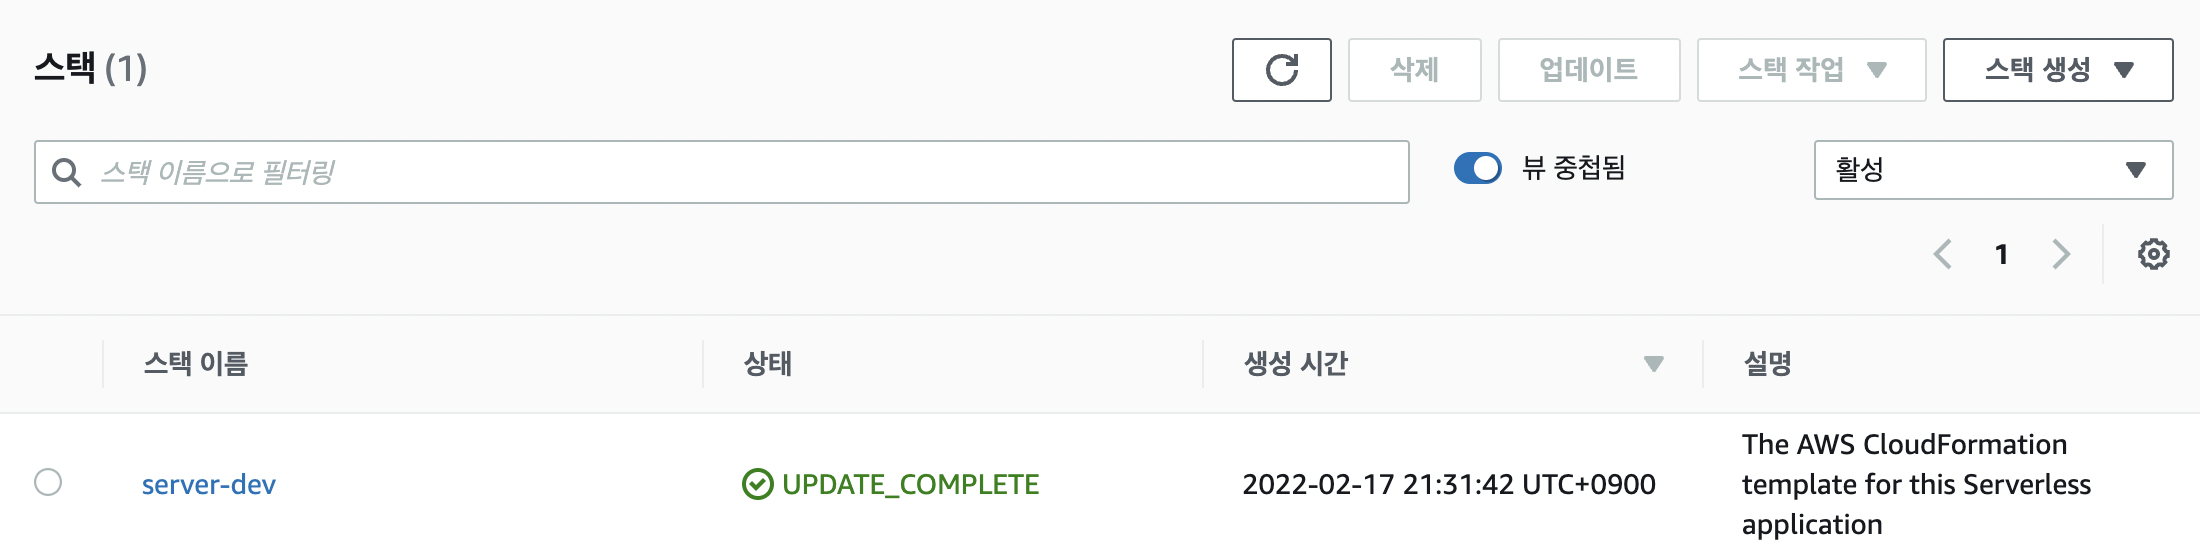 스택 (1)
삭제
업데이트
스택 작업
스택 생성
스택 이름으로 필터링
뷰 중첩됨
활성
1
스택 이름
상태
생성 시간
설명
server-dev
UPDATE_COMPLETE
2022-02-17 21:31:42 UTC+0900
The AWS CloudFormation
template for this Serverless
application